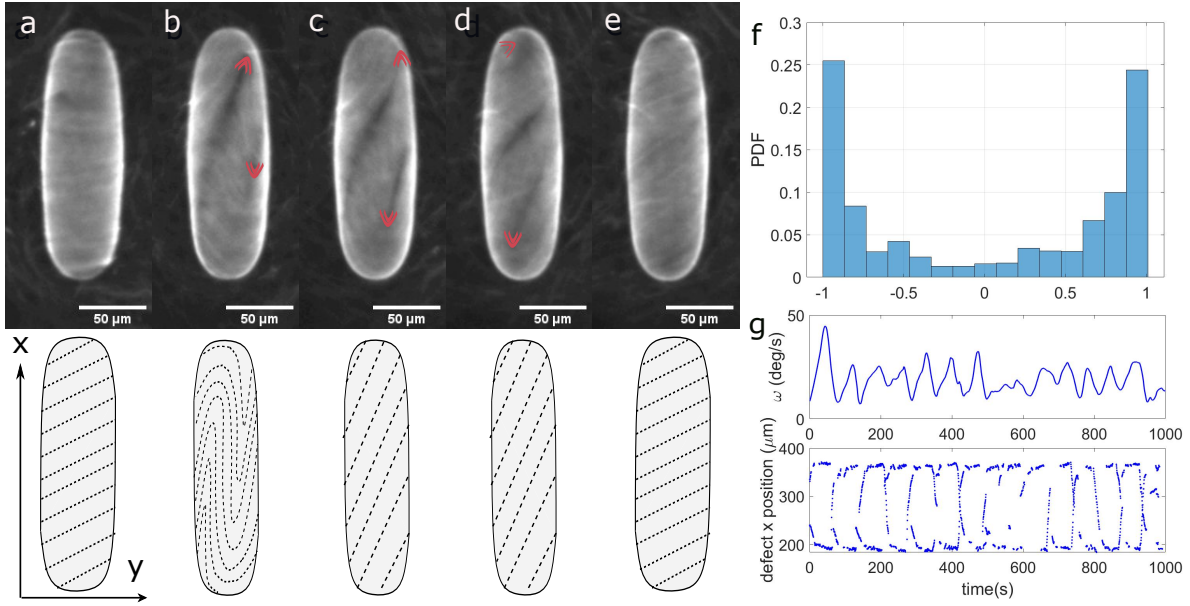 a b c d e f
50 µm 50 µm 50 µm 50 µm 50 µm
x
y
0.3
0.25
0.2
0.15
0.1
0.05
0
PDF
-1 -0.5 0 0.5 1
g
50
0
ω (deg/s)
0 200 400 600 800 1000
400
300
200
defect x position (µm)
0 200 400 600 800 1000
time(s)